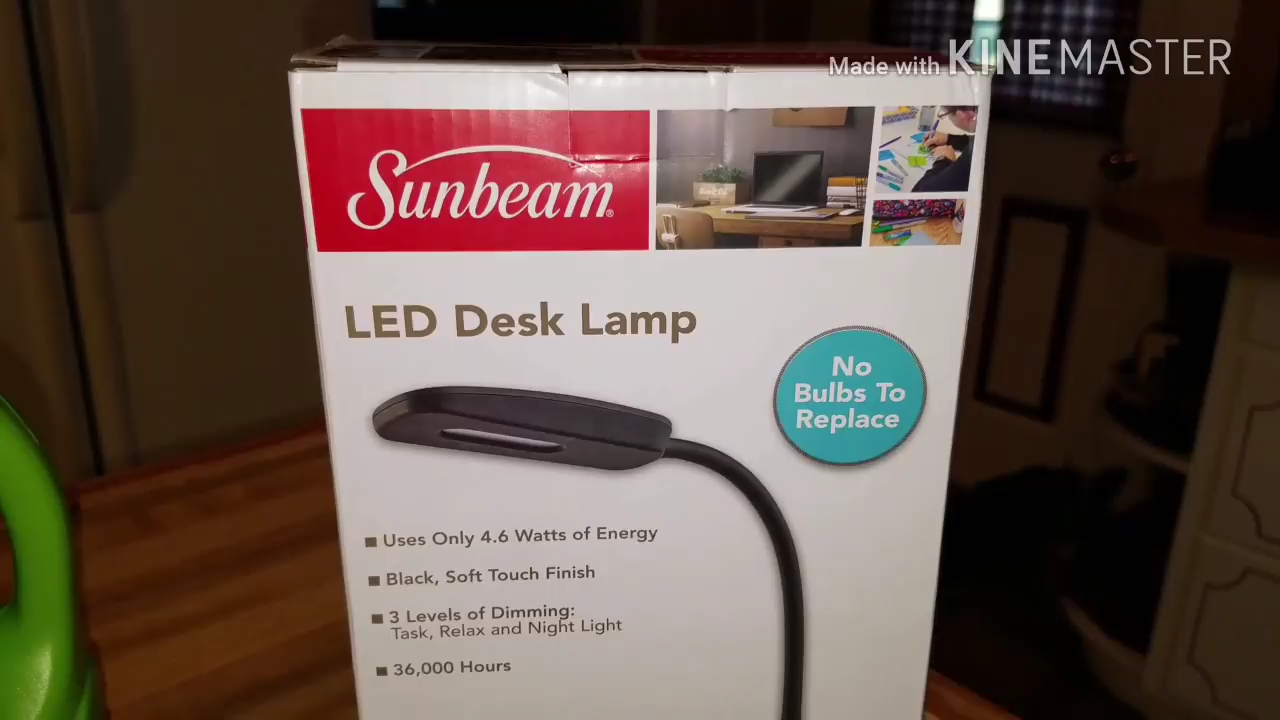 Made with KINEMASTER
Sunbeam®
LED Desk Lamp
No
Bulbs To
Replace
■ Uses Only 4.6 Watts of Energy
■ Black, Soft Touch Finish
■ 3 Levels of Dimming:
Task, Relax and Night Light
■ 36,000 Hours